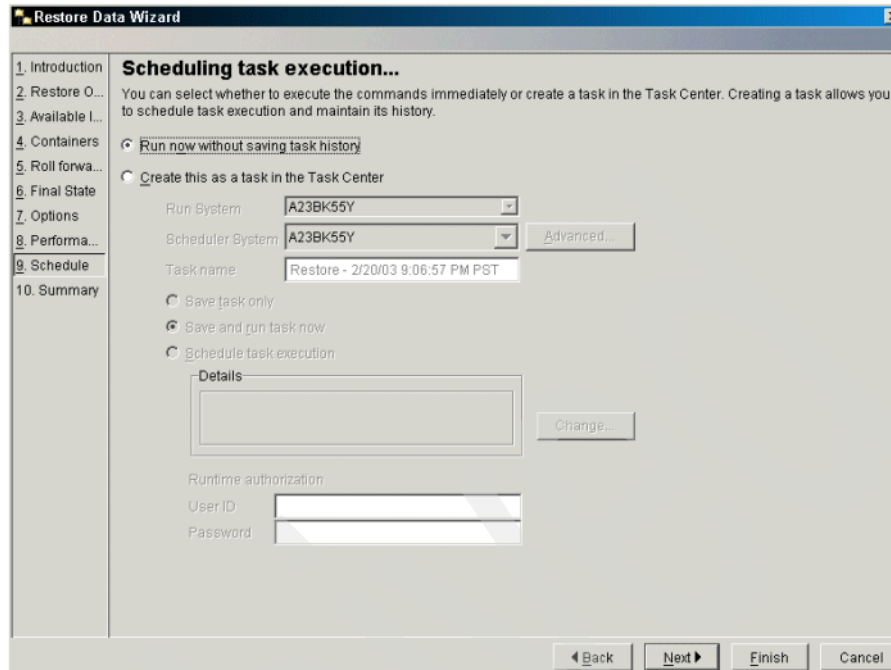 Restore Data Wizard
1. Introduction
2. Restore O...
3. Available I...
4. Containers
5. Roll forwa...
6. Final State
7. Options
8. Performa...
9. Schedule
10. Summary
Scheduling task execution...
You can select whether to execute the commands immediately or create a task in the Task Center. Creating a task allows you
to schedule task execution and maintain its history.
Run now without saving task history
Create this as a task in the Task Center
Run System A23BK55Y
Scheduler System A23BK55Y Advanced...
Task name Restore - 2/20/03 9:06:57 PM PST
Save task only
Save and run task now
Schedule task execution
Details
Change...
Runtime authorization
User ID
Password
Back Next Finish Cancel